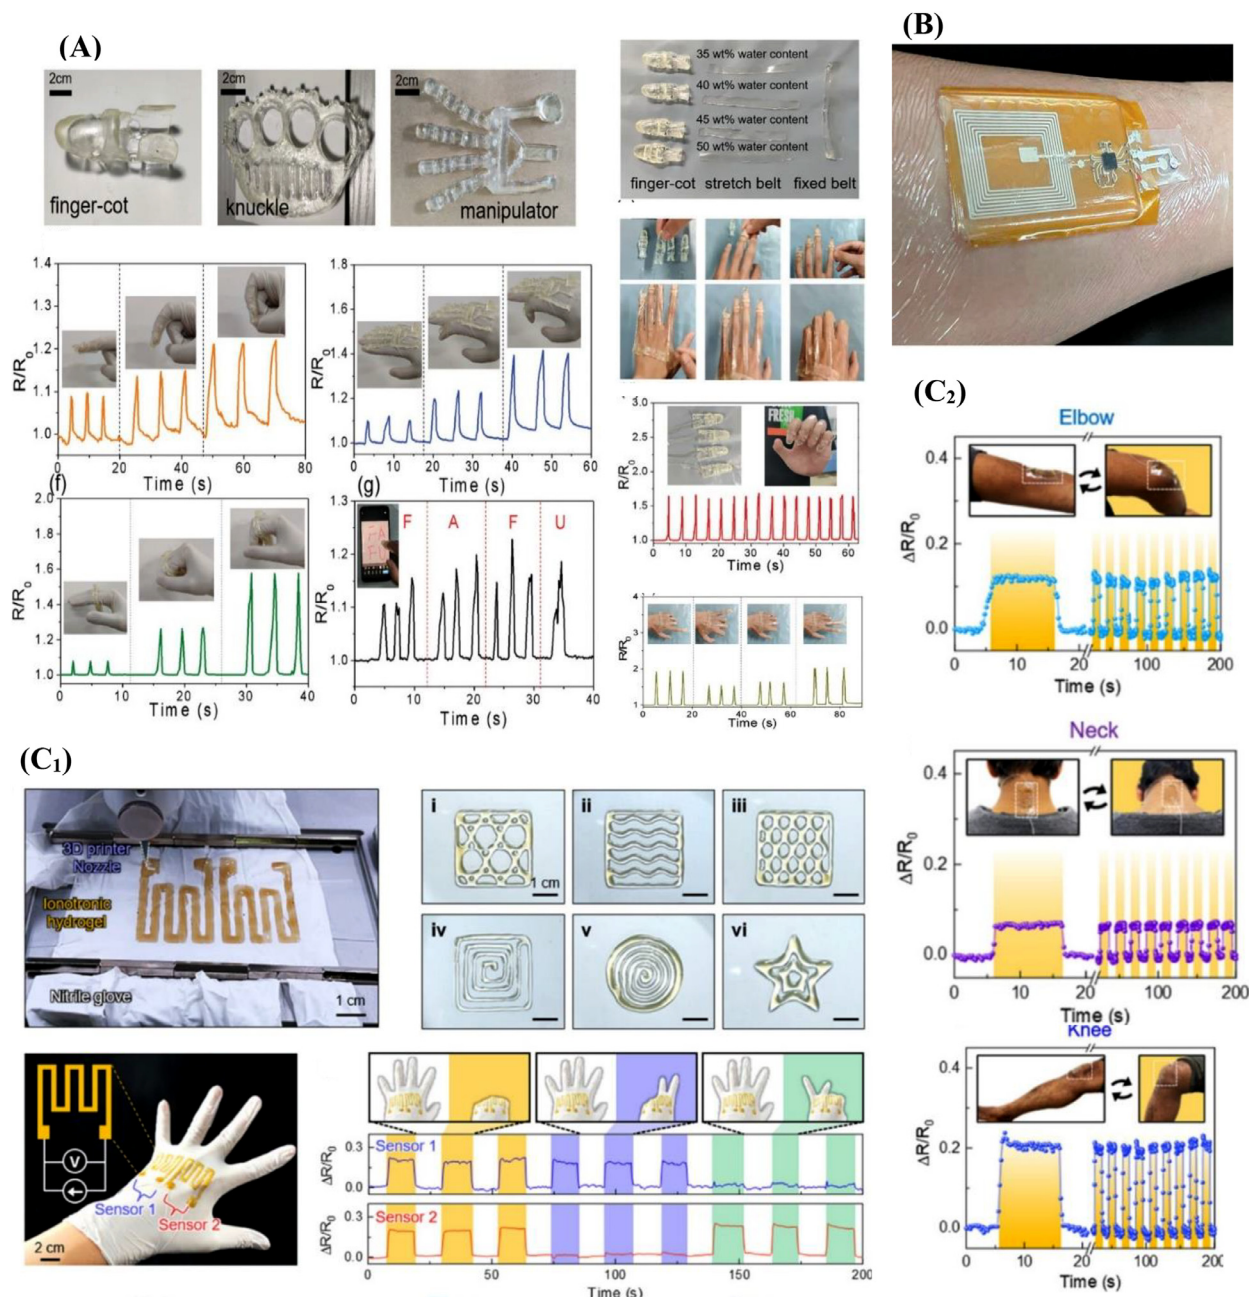 (A)
2cm
finger-cot
2cm
knuckle
2cm
manipulator
35 wt% water content
40 wt% water content
45 wt% water content
50 wt% water content
finger-cot stretch belt fixed belt
(B)
1.4
1.3
1.2
1.1
1.0
R/R0
0 20 40 60 80
Time (s)
1.8
1.6
1.4
1.2
1.0
R/R0
0 10 20 30 40 50 60
Time (s)
(f)
2.0
1.8
1.6
1.4
1.2
1.0
R/R0
0 10 20 30 40
Time (s)
(g)
1.3
1.2
1.1
1.0
R/R0
F A F U
0 10 20 30 40
Time (s)
3.0
2.5
2.0
1.5
1.0
R/R0
FRESH
0 10 20 30 40 50 60
Time (s)
4
3
2
1
R/R0
0 20 40 60 80
Time (s)
(C2)
Elbow
0.4
0.2
0.0
ΔR/R0
0 10 20 100 150 200
Time (s)
Neck
0.4
0.2
0.0
ΔR/R0
0 10 20 100 200
Time (s)
Knee
0.4
0.2
0.0
ΔR/R0
0 10 20 100 200
Time (s)
(C1)
3D printer
Nozzle
Ionotronic
hydrogel
Nitrile glove
1 cm
i
1 cm
ii
iii
iv
v
vi
V
Sensor 1
Sensor 2
2 cm
Sensor 1
0.3
0.0
ΔR/R0
Sensor 2
0.3
0.0
ΔR/R0
0 50 100 150 200
Time (s)